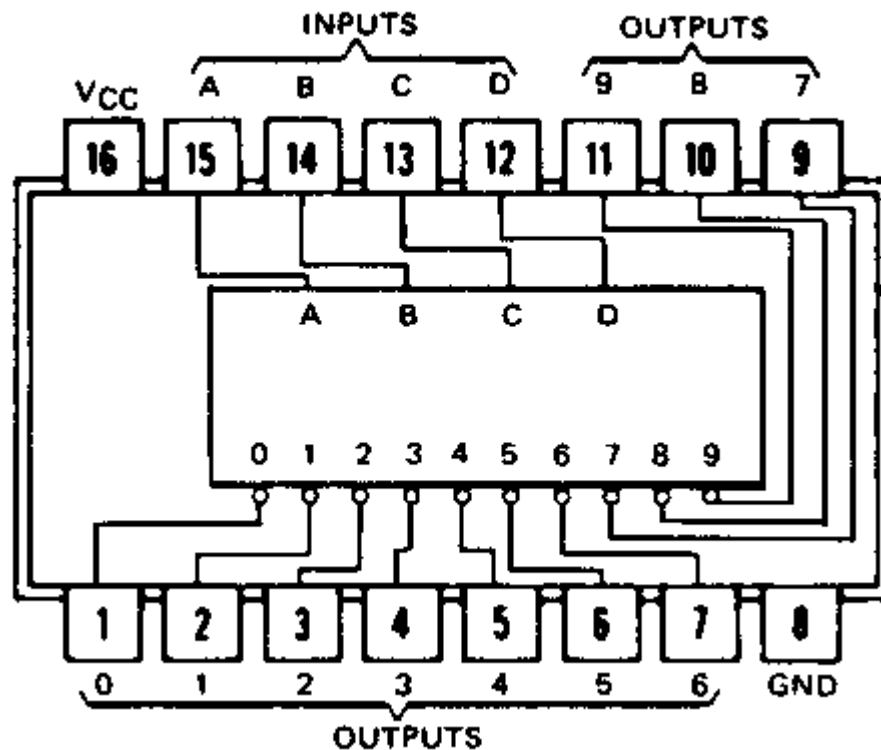 INPUTS OUTPUTS
VCC A B C D 9 B 7
16 15 14 13 12 11 10 9
A B C D
0 1 2 3 4 5 6 7 8 9
1 2 3 4 5 6 7 8
0 1 2 3 4 5 6 GND
OUTPUTS